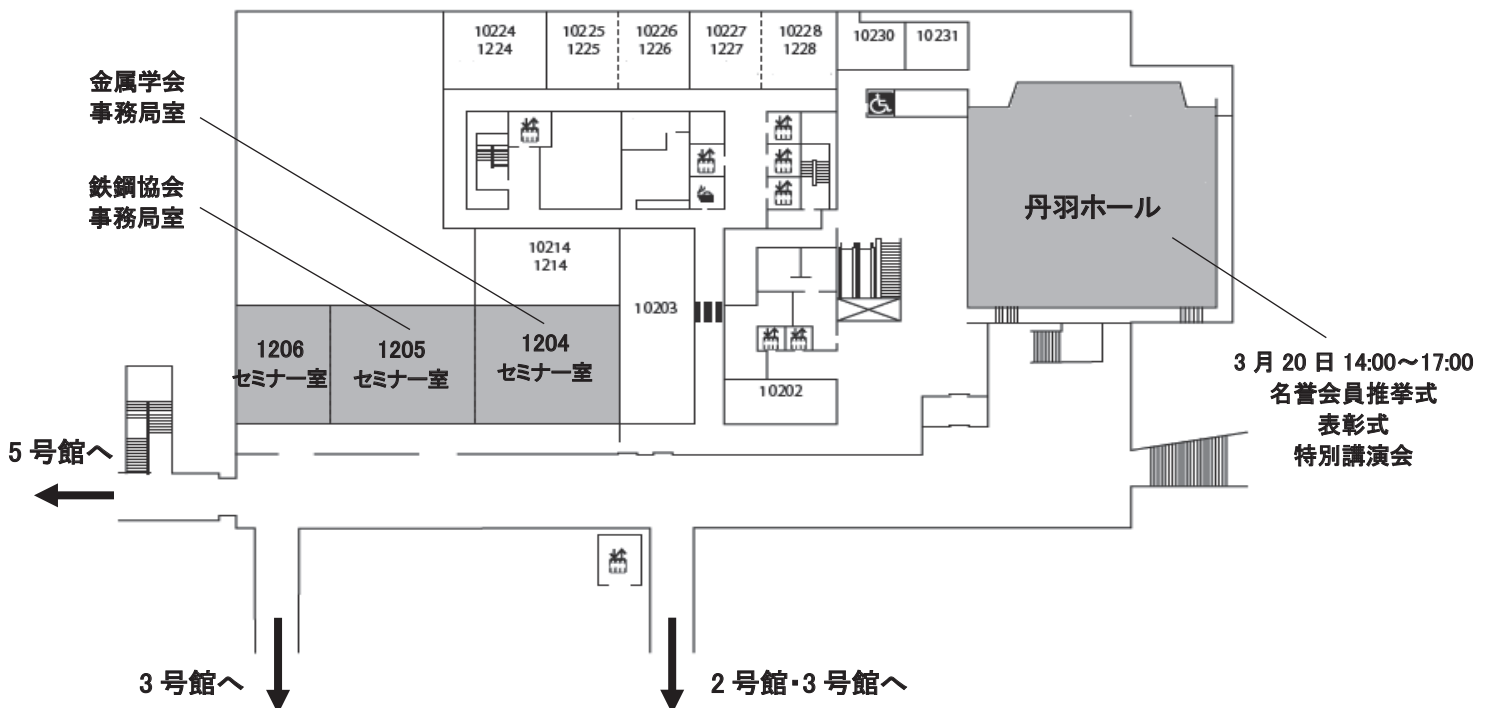 10224
1224
10225
1225
10226
1226
10227
1227
10228
1228
10230
10231
金属学会
事務局室
鉄鋼協会
事務局室
丹羽ホール
10214
1214
10203
1206
セミナー室
1205
セミナー室
1204
セミナー室
10202
3 月 20 日 14:00～17:00
名誉会員推挙式
表彰式
特別講演会
5 号館へ
3 号館へ
2 号館・3 号館へ